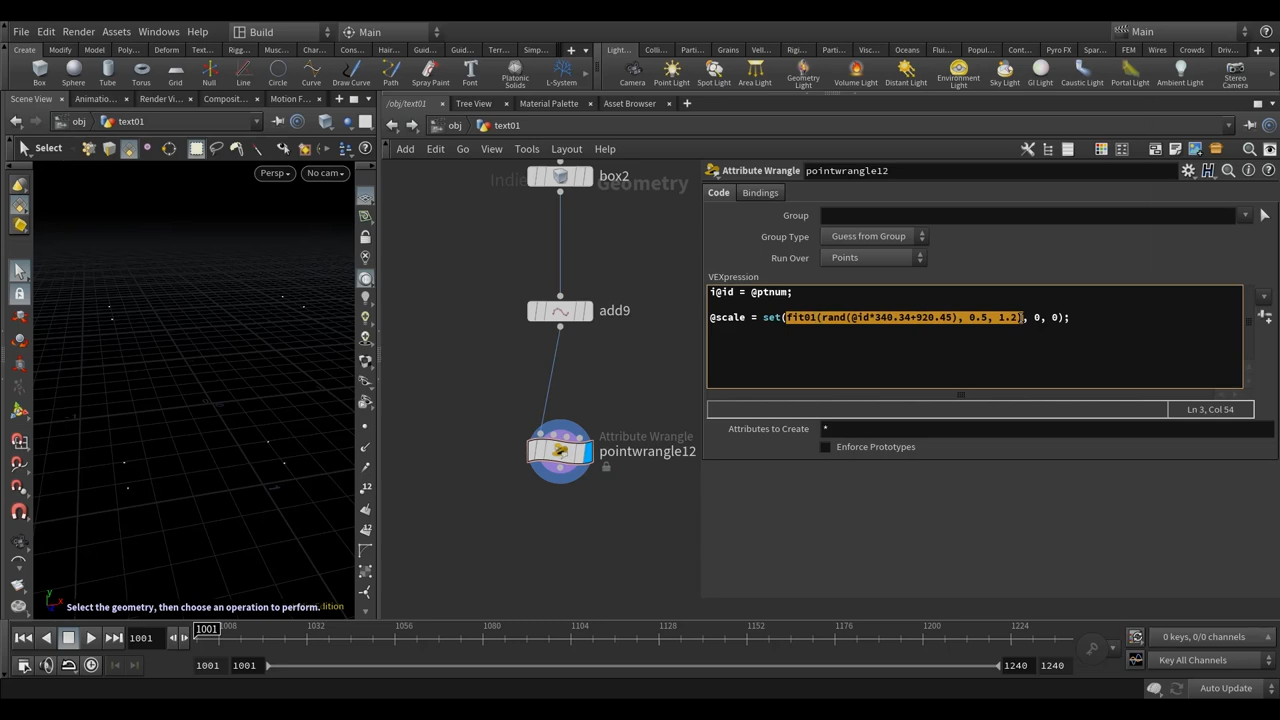 File Edit Render Assets Windows Help Build Main Main
Create Modify Model Poly... Deform Text... Rigg... Musc... Char... Cons... Hair... Guid... Guid... Terr... Simp... Light... Colli... Parti... Grains Vell... Rigi... Parti... Visc... Oceans Flui... Popul... Cont... Pyro FX Spar... FEM Wires Crowds Driv...
Box Sphere Tube Torus Grid Null Line Circle Curve Draw Curve Path Spray Paint Font Platonic Solids L-System Camera Point Light Spot Light Area Light Geometry Light Volume Light Distant Light Environment Light Sky Light GI Light Caustic Light Portal Light Ambient Light Stereo Camera
Scene View Animatio... Render Vi... Composit... Motion F... /obj/text01 Tree View Material Palette Asset Browser
obj text01 obj text01
Select Add Edit Go View Tools Layout Help
Persp No cam
box2
Indie
Geometry
add9
Attribute Wrangle
pointwrangle12
Attribute Wrangle pointwrangle12
Code Bindings
Group
Group Type Guess from Group
Run Over Points
VEXpression
i@id = @ptnum;
@scale = set(fit01(rand(@id*340.34+920.45), 0.5, 1.2), 0, 0);
Ln 3, Col 54
Attributes to Create *
Enforce Prototypes
Select the geometry, then choose an operation to perform. lition
1001 1001 1008 1032 1056 1080 1104 1128 1152 1176 1200 1224 0 keys, 0/0 channels
1001 1001 1240 1240 Key All Channels
Auto Update